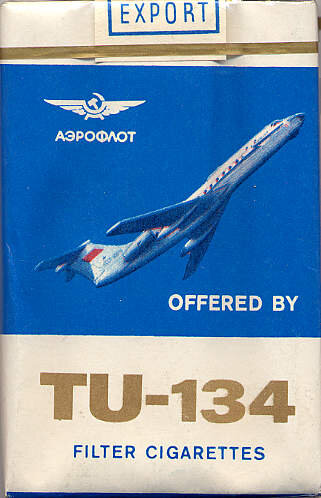 EXPORT
АЭРОФЛОТ
OFFERED BY
TU-134
FILTER CIGARETTES